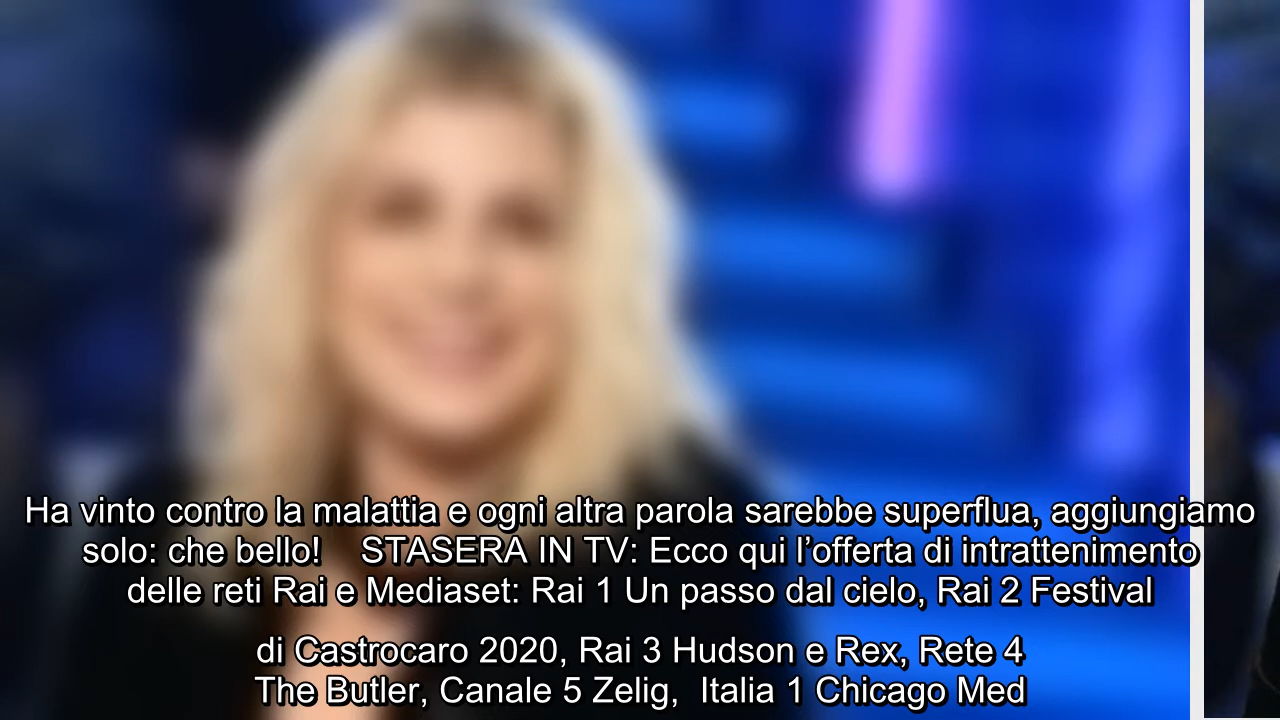 Ha vinto contro la malattia e ogni altra parola sarebbe superflua, aggiungiamo
solo: che bello!    STASERA IN TV: Ecco qui l’offerta di intrattenimento
delle reti Rai e Mediaset: Rai 1 Un passo dal cielo, Rai 2 Festival
di Castrocaro 2020, Rai 3 Hudson e Rex, Rete 4
The Butler, Canale 5 Zelig,  Italia 1 Chicago Med